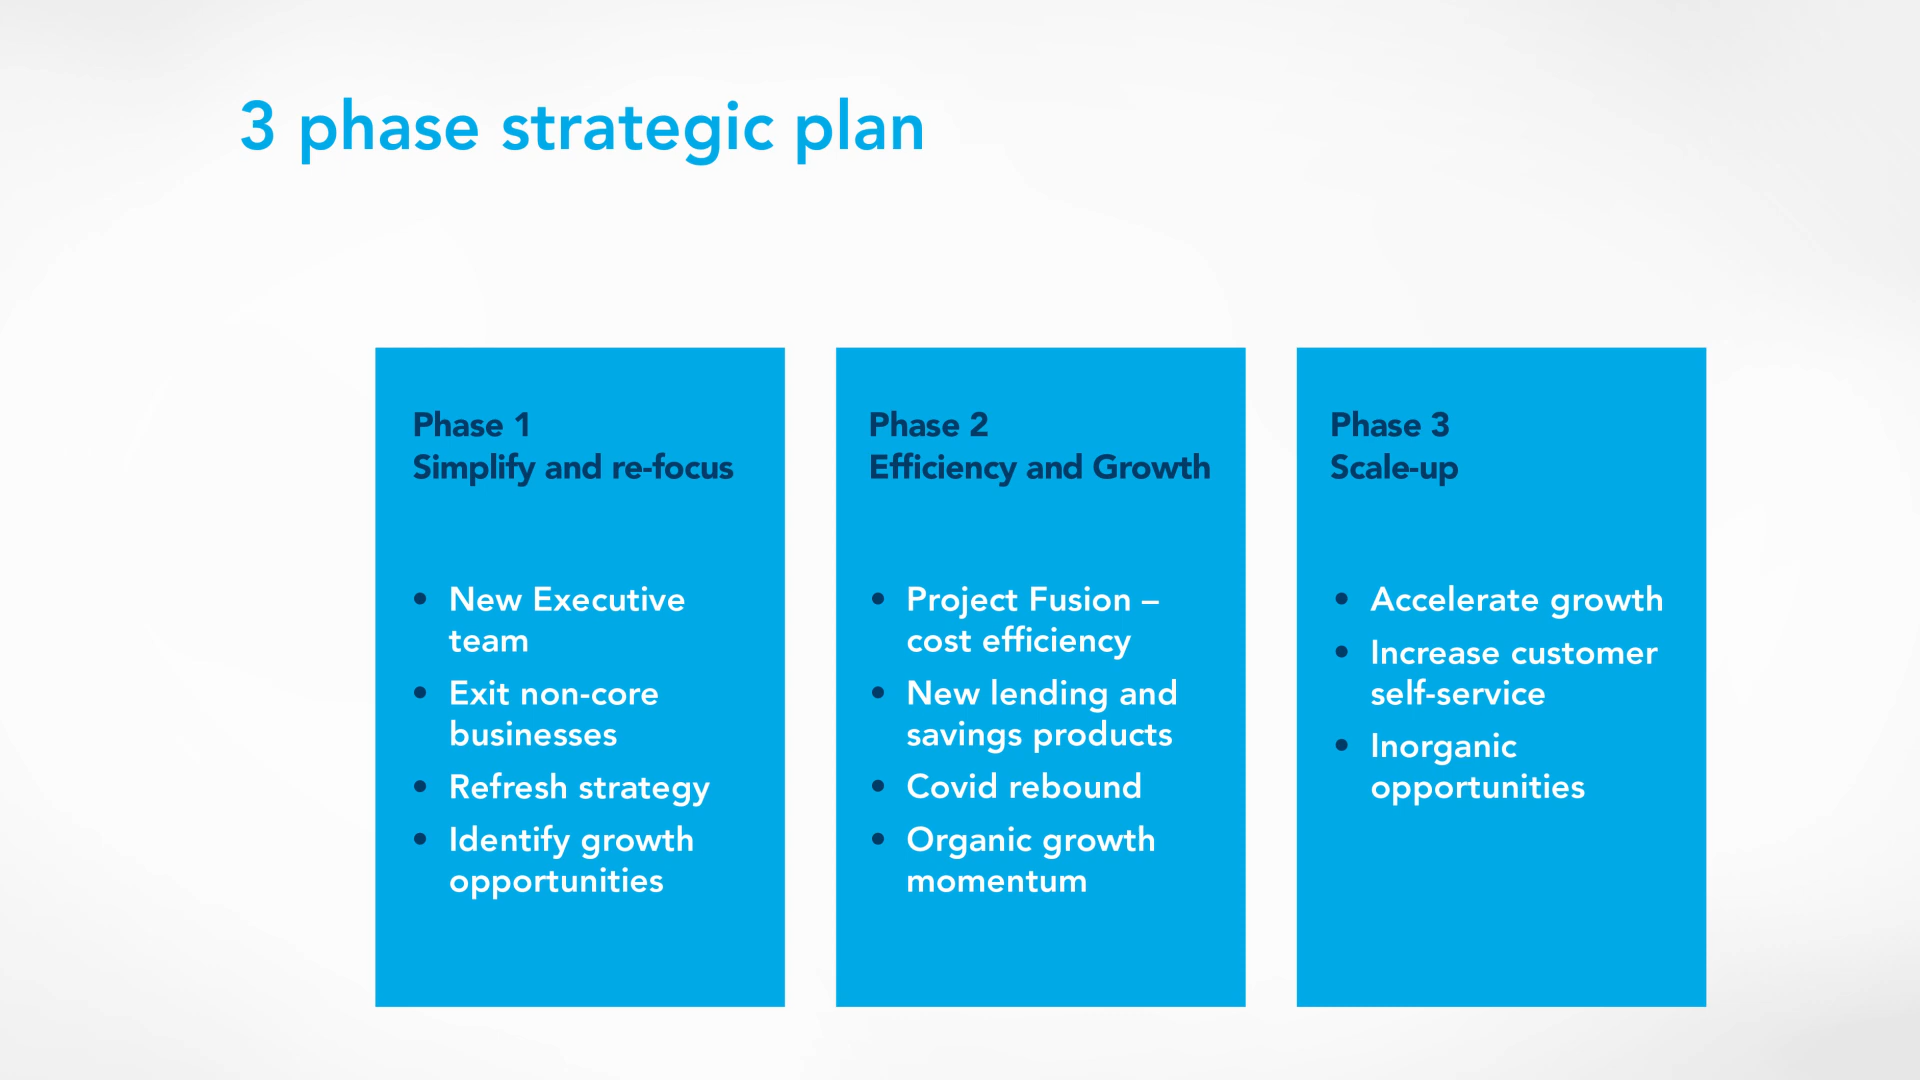 3 phase strategic plan
Phase 1
Simplify and re-focus
• New Executive
team
• Exit non-core
businesses
• Refresh strategy
• Identify growth
opportunities
Phase 2
Efficiency and Growth
• Project Fusion –
cost efficiency
• New lending and
savings products
• Covid rebound
• Organic growth
momentum
Phase 3
Scale-up
• Accelerate growth
• Increase customer
self-service
• Inorganic
opportunities